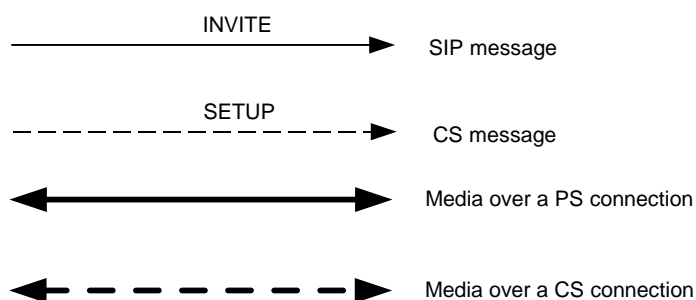 INVITE
SIP message
SETUP
CS message
Media over a PS connection
Media over a CS connection